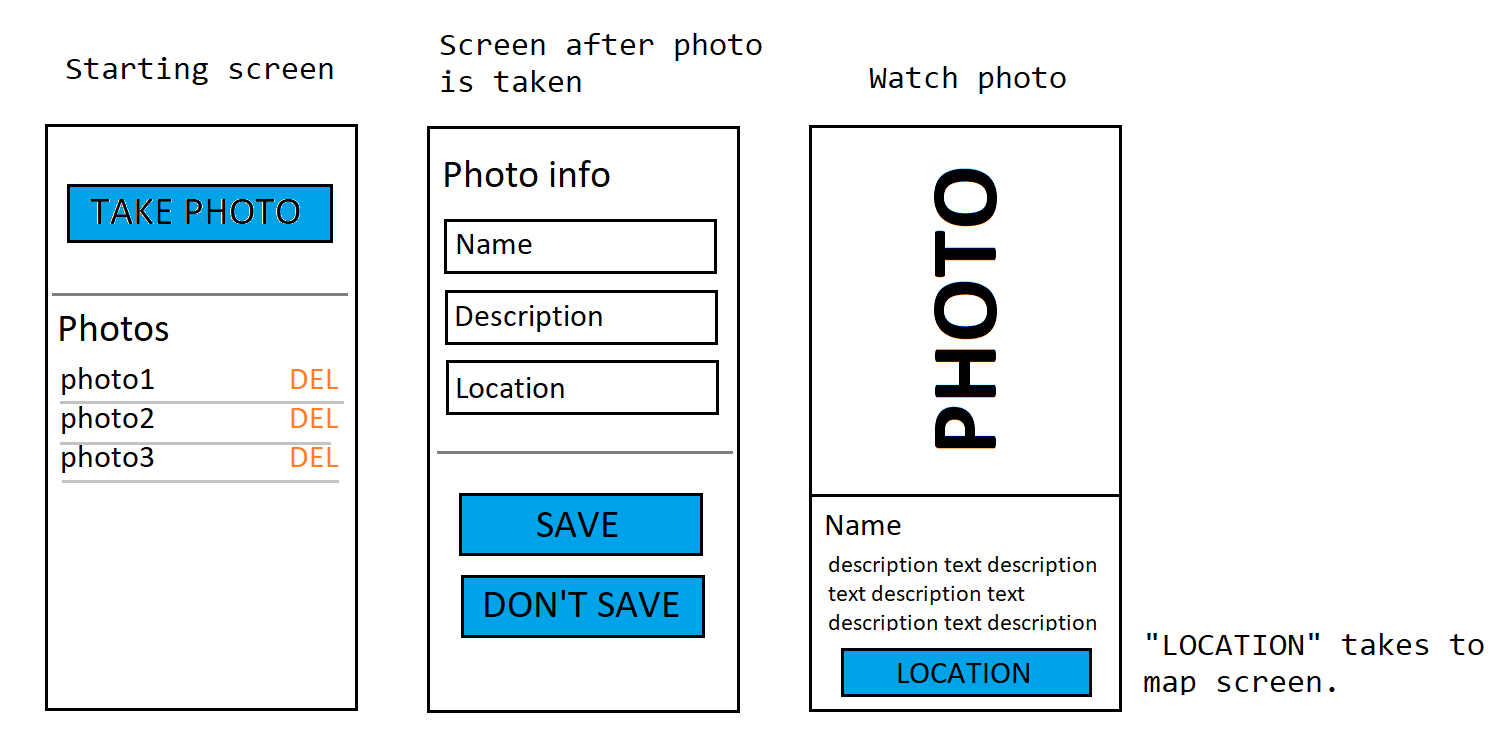 Starting screen
TAKE PHOTO
Photos
photo1 DEL
photo2 DEL
photo3 DEL
Screen after photo
is taken
Photo info
Name
Description
Location
SAVE
DON'T SAVE
Watch photo
PHOTO
Name
description text description
text description text
description text description
LOCATION
"LOCATION" takes to
map screen.